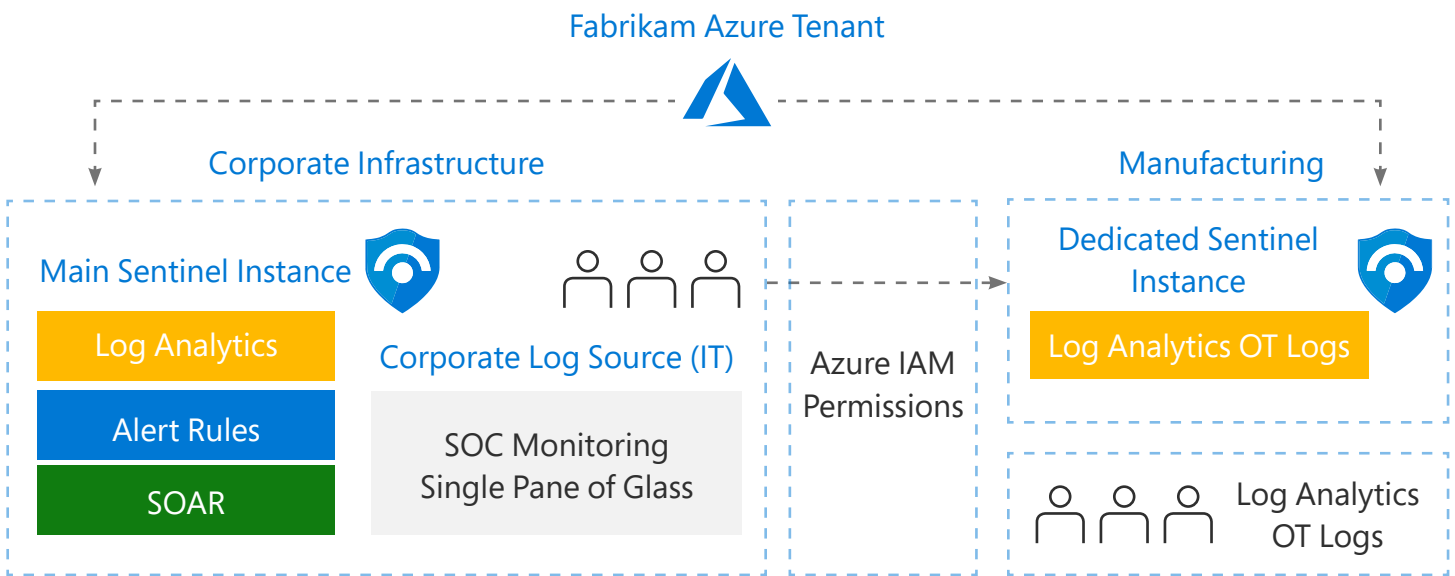 Fabrikam Azure Tenant
Corporate Infrastructure
Manufacturing
Main Sentinel Instance
Log Analytics
Alert Rules
SOAR
Corporate Log Source (IT)
SOC Monitoring
Single Pane of Glass
Azure IAM
Permissions
Dedicated Sentinel
Instance
Log Analytics OT Logs
Log Analytics
OT Logs